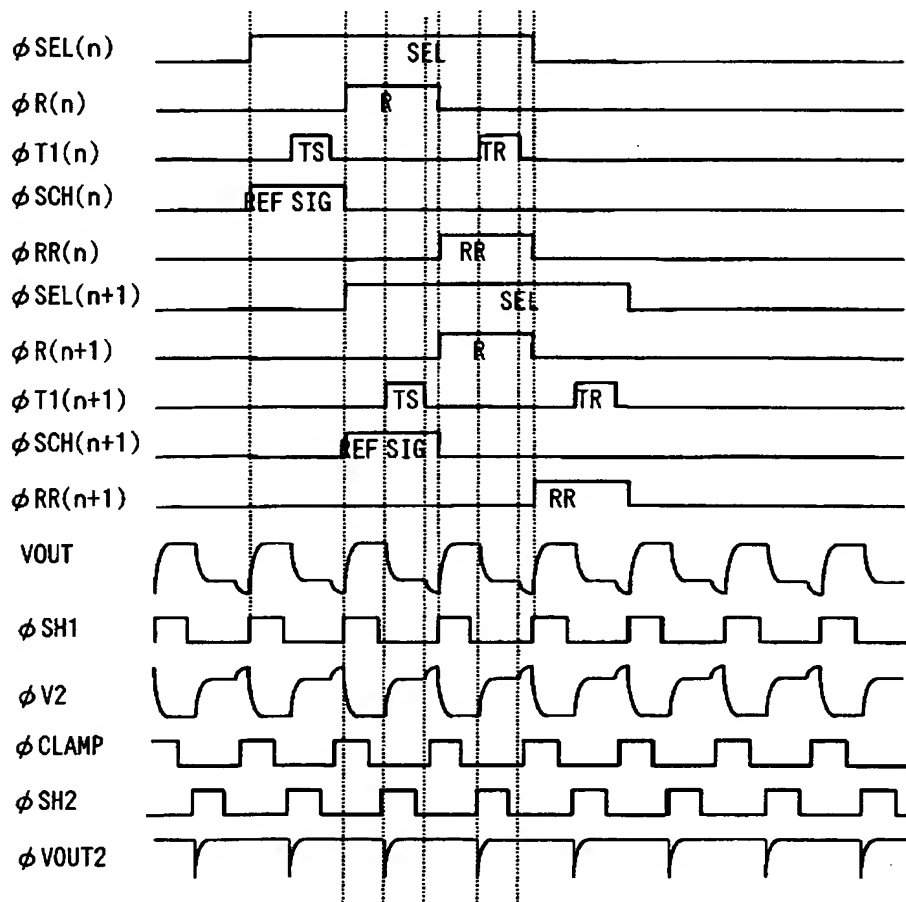 φSEL(n) SEL
φR(n) R
φT1(n) TS TR
φSCH(n) REF SIG
φRR(n) RR
φSEL(n+1) SEL
φR(n+1) R
φT1(n+1) TS TR
φSCH(n+1) REF SIG
φRR(n+1) RR
VOUT
φSH1
φV2
φCLAMP
φSH2
φVOUT2